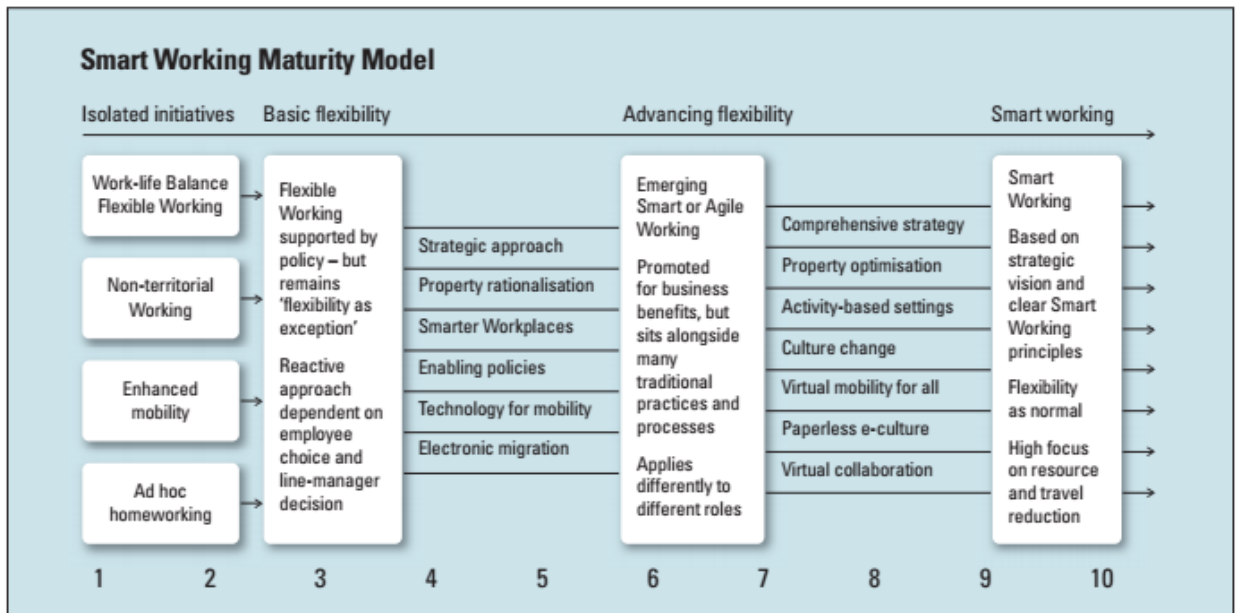 Smart Working Maturity Model
Isolated initiatives
Basic flexibility
Advancing flexibility
Smart working
Work-life Balance
Flexible Working
Non-territorial
Working
Enhanced
mobility
Ad hoc
homeworking
Flexible
Working
supported by
policy – but
remains
'flexibility as
exception'
Reactive
approach
dependent on
employee
choice and
line-manager
decision
Strategic approach
Property rationalisation
Smarter Workplaces
Enabling policies
Technology for mobility
Electronic migration
Emerging
Smart or Agile
Working
Promoted
for business
benefits, but
sits alongside
many
traditional
practices and
processes
Applies
differently to
different roles
Comprehensive strategy
Property optimisation
Activity-based settings
Culture change
Virtual mobility for all
Paperless e-culture
Virtual collaboration
Smart
Working
Based on
strategic
vision and
clear Smart
Working
principles
Flexibility
as normal
High focus
on resource
and travel
reduction
1 2 3 4 5 6 7 8 9 10